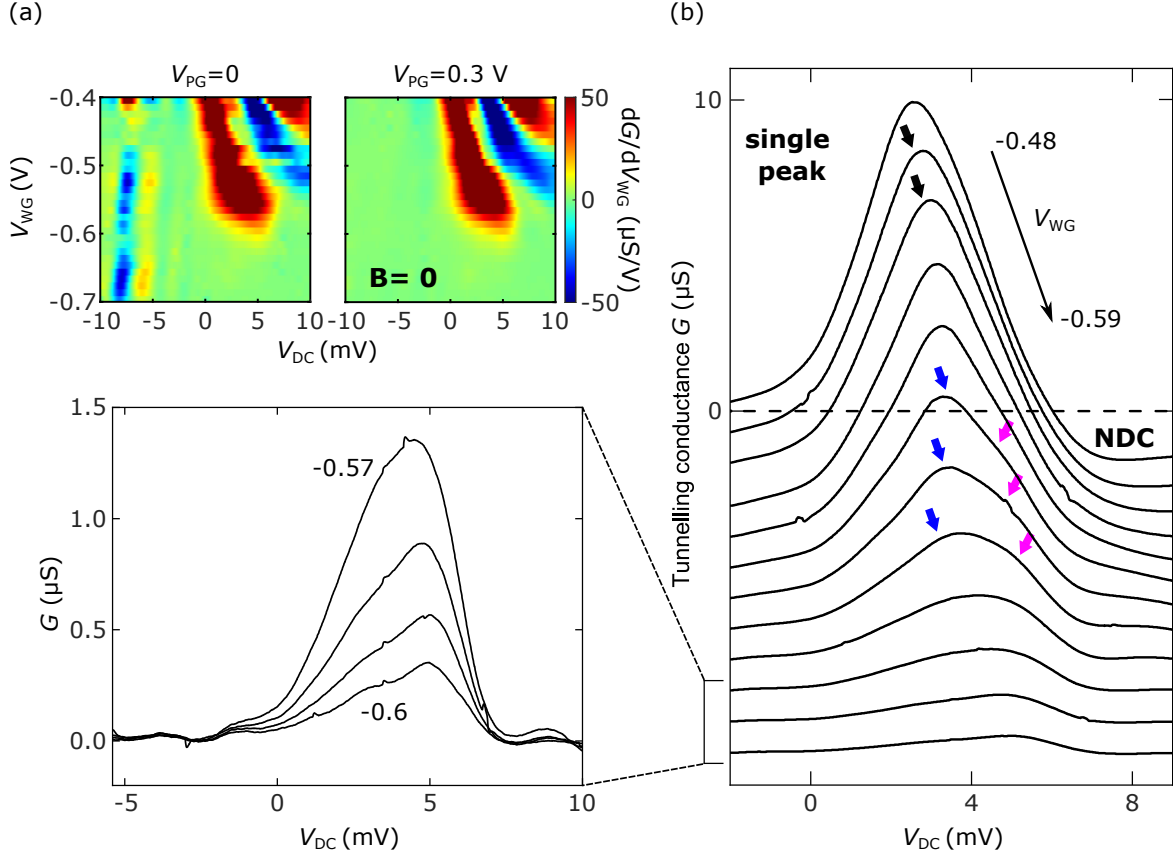 (a)
(b)
V_PG=0
V_PG=0.3 V
-0.4
-0.5
-0.6
-0.7
V_WG (V)
-10
-5
0
5
10
-10
-5
0
5
10
B= 0
50
0
-50
dG/dV_WG (µS/V)
V_DC (mV)
1.5
1.0
0.5
0.0
G (µS)
-0.57
-0.6
-5
0
5
10
V_DC (mV)
10
0
Tunnelling conductance G (µS)
single
peak
-0.48
V_WG
-0.59
NDC
0
4
8
V_DC (mV)